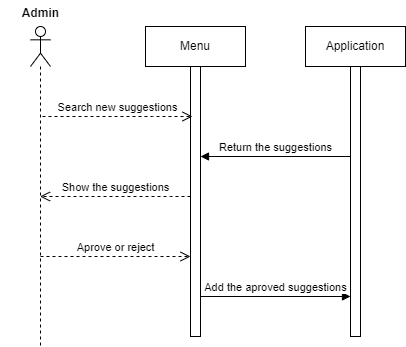 Admin
Menu
Application
Search new suggestions
Return the suggestions
Show the suggestions
Aprove or reject
Add the aproved suggestions